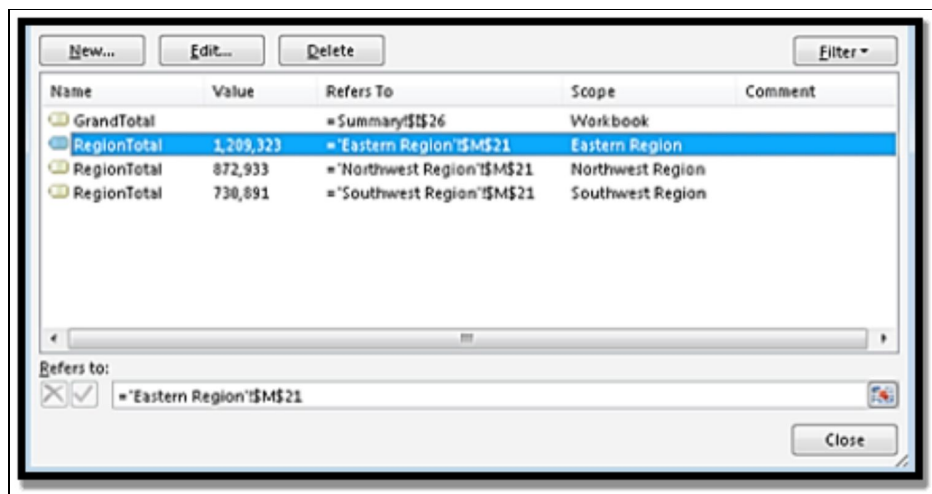 New... Edit... Delete Filter
Name Value Refers To Scope Comment
GrandTotal =Summary!$I$26 Workbook
RegionTotal 1,209,323 ='Eastern Region'!$M$21 Eastern Region
RegionTotal 872,933 ='Northwest Region'!$M$21 Northwest Region
RegionTotal 730,891 ='Southwest Region'!$M$21 Southwest Region
Refers to:
='Eastern Region'!$M$21
Close